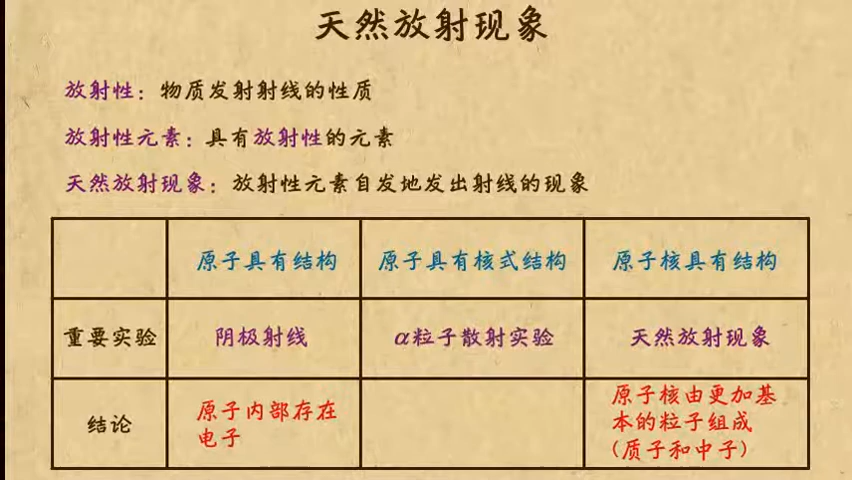 天然放射现象
放射性：物质发射射线的性质
放射性元素：具有放射性的元素
天然放射现象：放射性元素自发地发出射线的现象
原子具有结构 原子具有核式结构 原子核具有结构
重要实验 阴极射线 α粒子散射实验 天然放射现象
结论 原子内部存在 原子核由更加基
电子 本的粒子组成
(质子和中子)